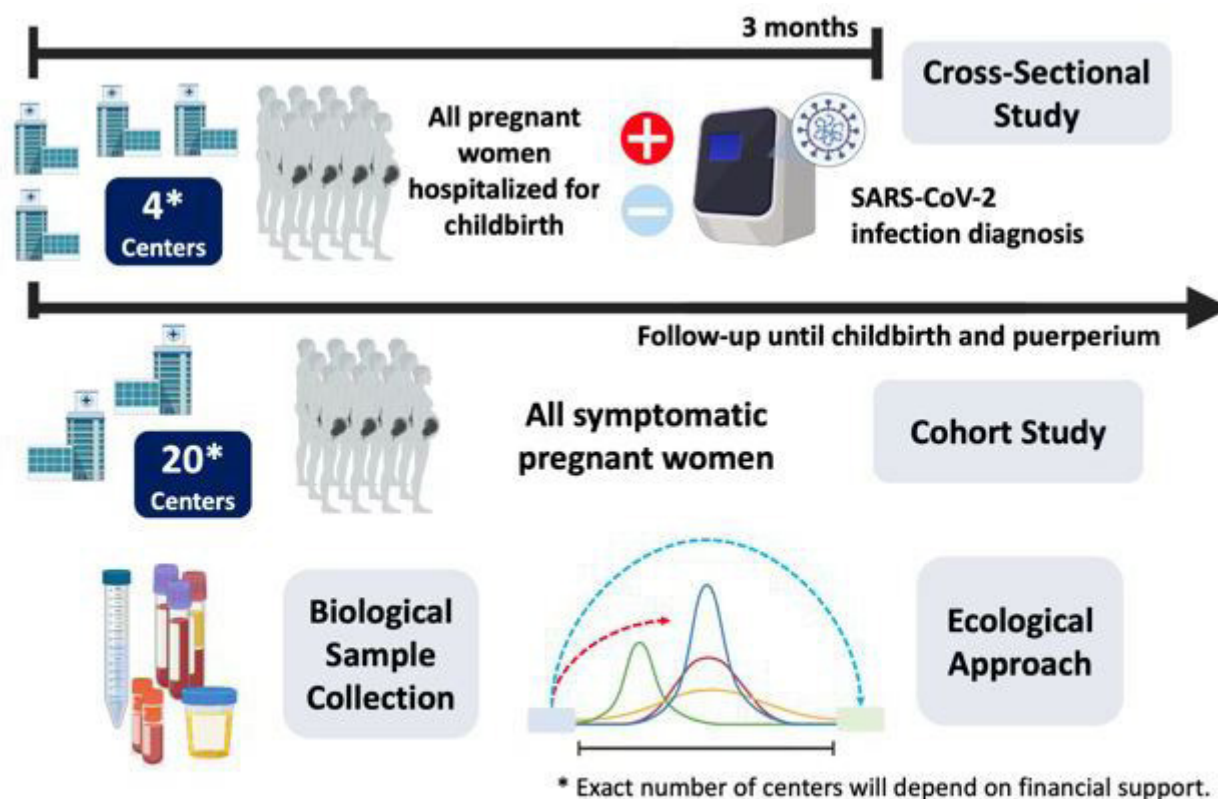 3 months
Cross-Sectional
Study
4*
Centers
All pregnant
women
hospitalized for
childbirth
SARS-CoV-2
infection diagnosis
Follow-up until childbirth and puerperium
20*
Centers
All symptomatic
pregnant women
Cohort Study
Biological
Sample
Collection
Ecological
Approach
* Exact number of centers will depend on financial support.